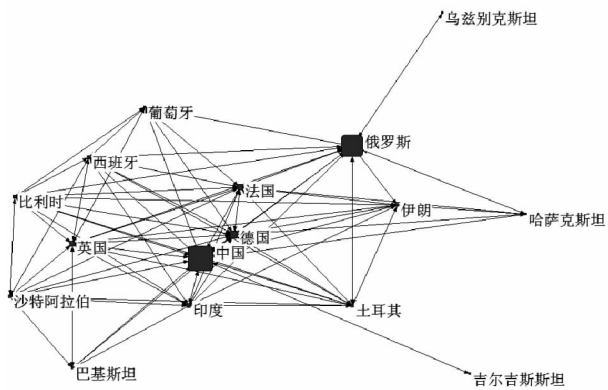 乌兹别克斯坦
葡萄牙
俄罗斯
西班牙
法国
比利时
伊朗
哈萨克斯坦
德国
英国
中国
沙特阿拉伯
印度
土耳其
巴基斯坦
吉尔吉斯斯坦